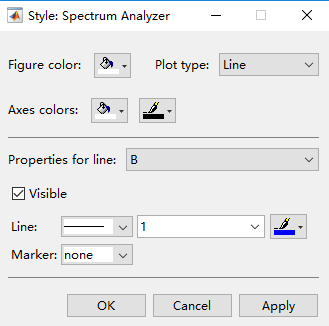 Style: Spectrum Analyzer
Figure color: Plot type: Line
Axes colors:
Properties for line: B
Visible
Line: 1
Marker: none
OK Cancel Apply